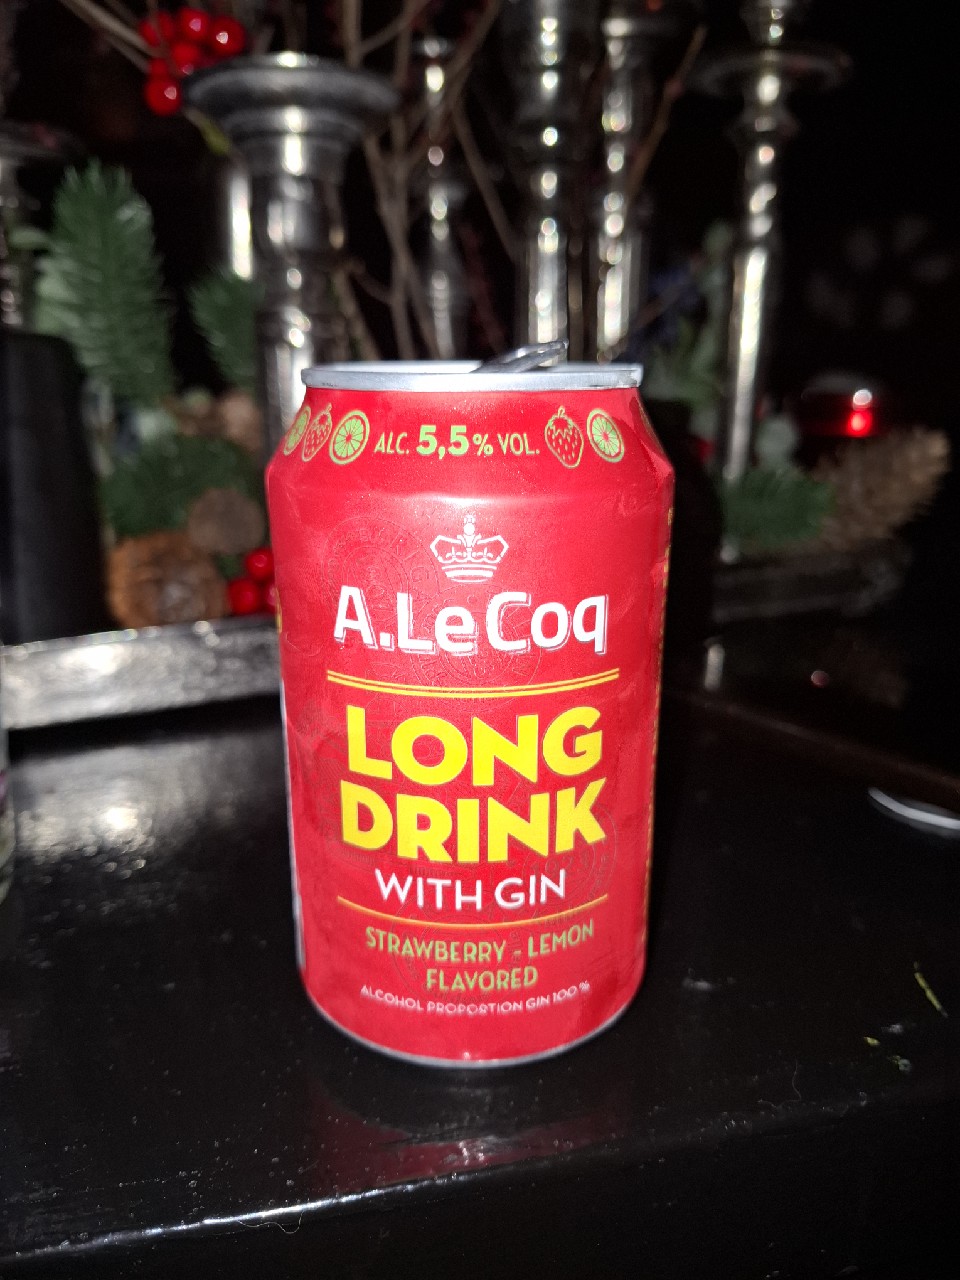 ALC. 5,5% VOL.
A.Le Coq
LONG
DRINK
WITH GIN
STRAWBERRY - LEMON
FLAVORED
ALCOHOL PROPORTION GIN 100 %